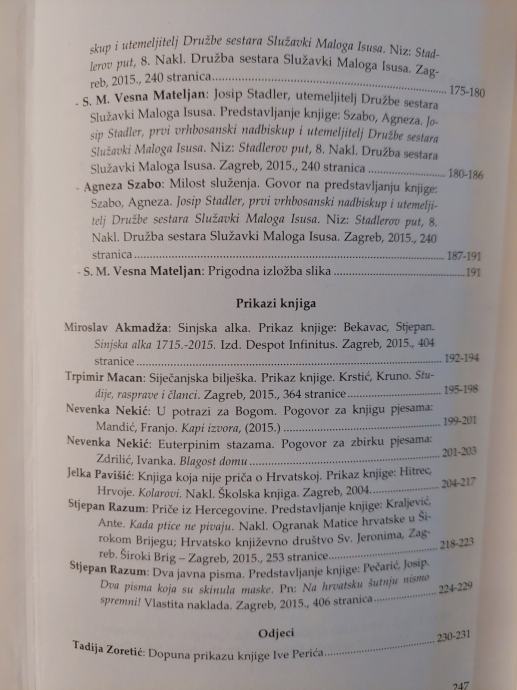 skup i utemeljitelj Družbe sestara Služavki Maloga Isusa. Niz: Stad-
lerov put, 8. Nakl. Družba sestara Služavki Maloga Isusa. Zag-
reb, 2015., 240 stranica 175-180
- S. M. Vesna Mateljan: Josip Stadler, utemeljitelj Družbe sestara
Služavki Maloga Isusa. Predstavljanje knjige: Szabo, Agneza. Jo-
sip Stadler, prvi vrhbosanski nadbiskup i utemeljitelj Družbe sestara
Služavki Maloga Isusa. Niz: Stadlerov put, 8. Nakl. Družba sestara
Služavki Maloga Isusa. Zagreb, 2015., 240 stranica 180-186
- Agneza Szabo: Milost služenja. Govor na predstavljanju knjige:
Szabo, Agneza. Josip Stadler, prvi vrhbosanski nadbiskup i utemelji-
telj Družbe sestara Služavki Maloga Isusa. Niz: Stadlerov put, 8.
Nakl. Družba sestara Služavki Maloga Isusa. Zagreb, 2015., 240
stranica 187-191
- S. M. Vesna Mateljan: Prigodna izložba slika 191
Prikazi knjiga
Miroslav Akmadža: Sinjska alka. Prikaz knjige: Bekavac, Stjepan.
Sinjska alka 1715.-2015. Izd. Despot Infinitus. Zagreb, 2015., 404
stranice 192-194
Trpimir Macan: Siječanjska bilješka. Prikaz knjige. Krstić, Kruno. Stu-
dije, rasprave i članci. Zagreb, 2015., 364 stranice 195-198
Nevenka Nekić: U potrazi za Bogom. Pogovor za knjigu pjesama:
Mandić, Franjo. Kapi izvora, (2015.) 199-201
Nevenka Nekić: Euterpinim stazama. Pogovor za zbirku pjesama:
Zdrilić, Ivanka. Blagost domu 201-203
Jelka Pavišić: Knjiga koja nije priča o Hrvatskoj. Prikaz knjige: Hitrec,
Hrvoje. Kolarovi. Nakl. Školska knjiga. Zagreb, 2004. 204-217
Stjepan Razum: Priče iz Hercegovine. Predstavljanje knjige: Kraljević,
Ante. Kada ptice ne pivaju. Nakl. Ogranak Matice hrvatske u Ši-
rokom Brijegu; Hrvatsko književno društvo Sv. Jeronima, Zag-
reb. Široki Brig – Zagreb, 2015., 253 stranice 218-223
Stjepan Razum: Dva javna pisma. Predstavljanje knjige: Pečarić, Josip.
Dva pisma koja su skinula maske. Pn: Na hrvatsku šutnju nismo
spremni! Vlastita naklada. Zagreb, 2015., 406 stranica 224-229
Odjeci
Tadija Zoretić: Dopuna prikazu knjige Ive Perića 230-231
247